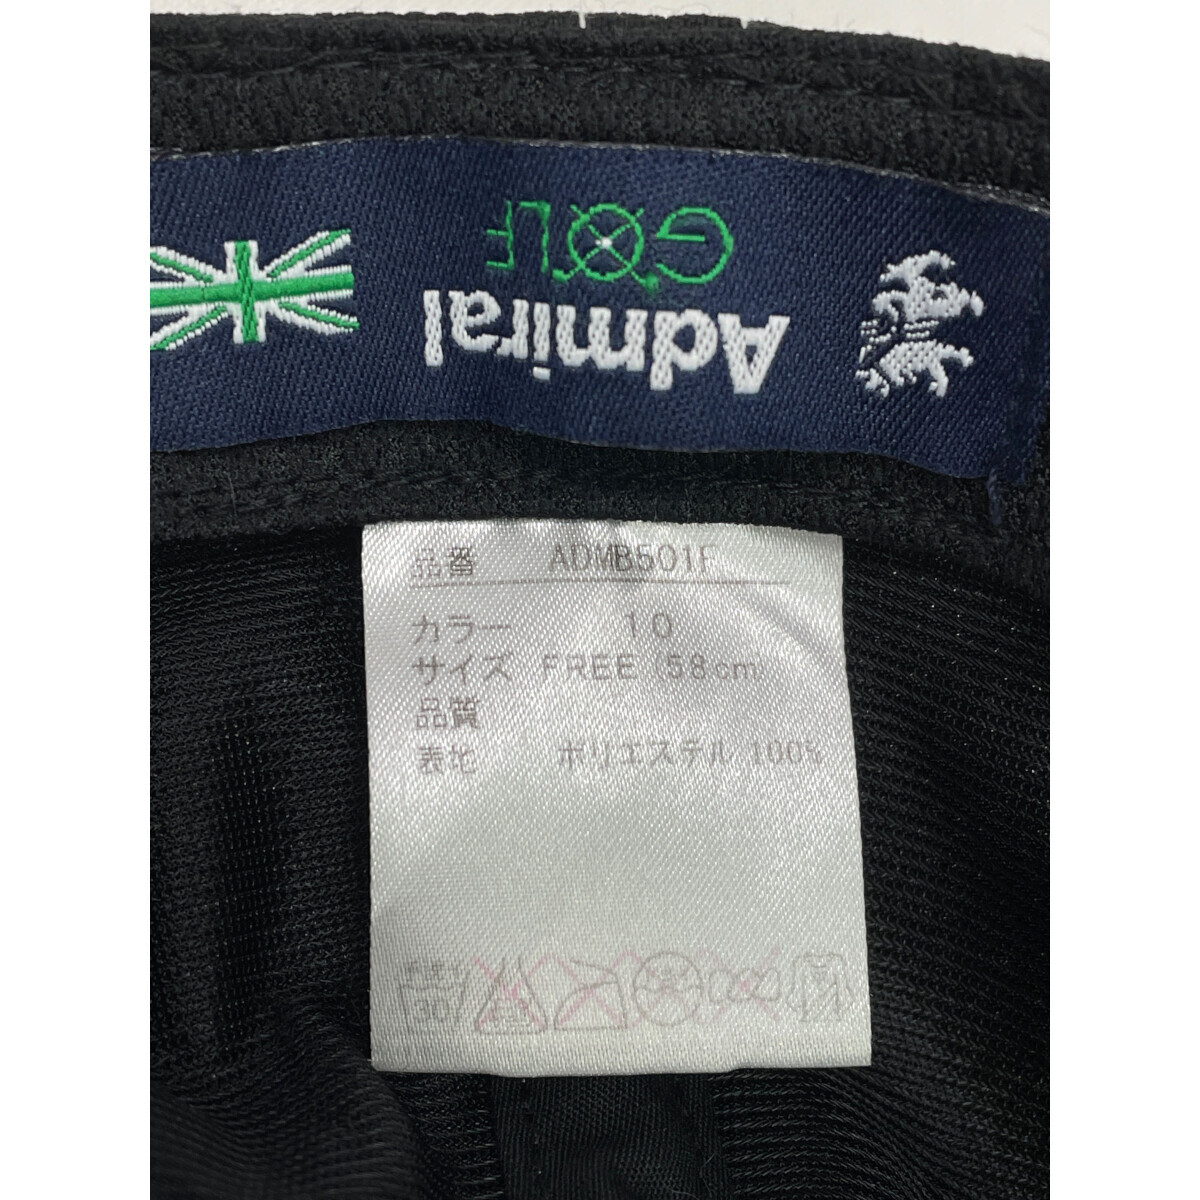 GOLF
Admiral
品番 ADMB501F
カラー 10
サイズ FREE (58cm)
品質
表地 ポリエステル 100%
30